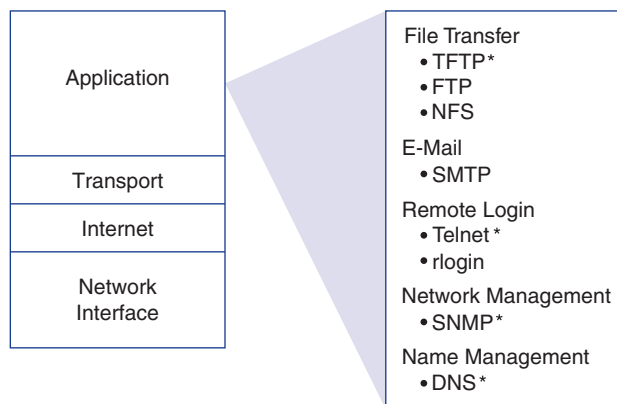 Application
Transport
Internet
Network
Interface
File Transfer
• TFTP*
• FTP
• NFS
E-Mail
• SMTP
Remote Login
• Telnet*
• rlogin
Network Management
• SNMP*
Name Management
• DNS*